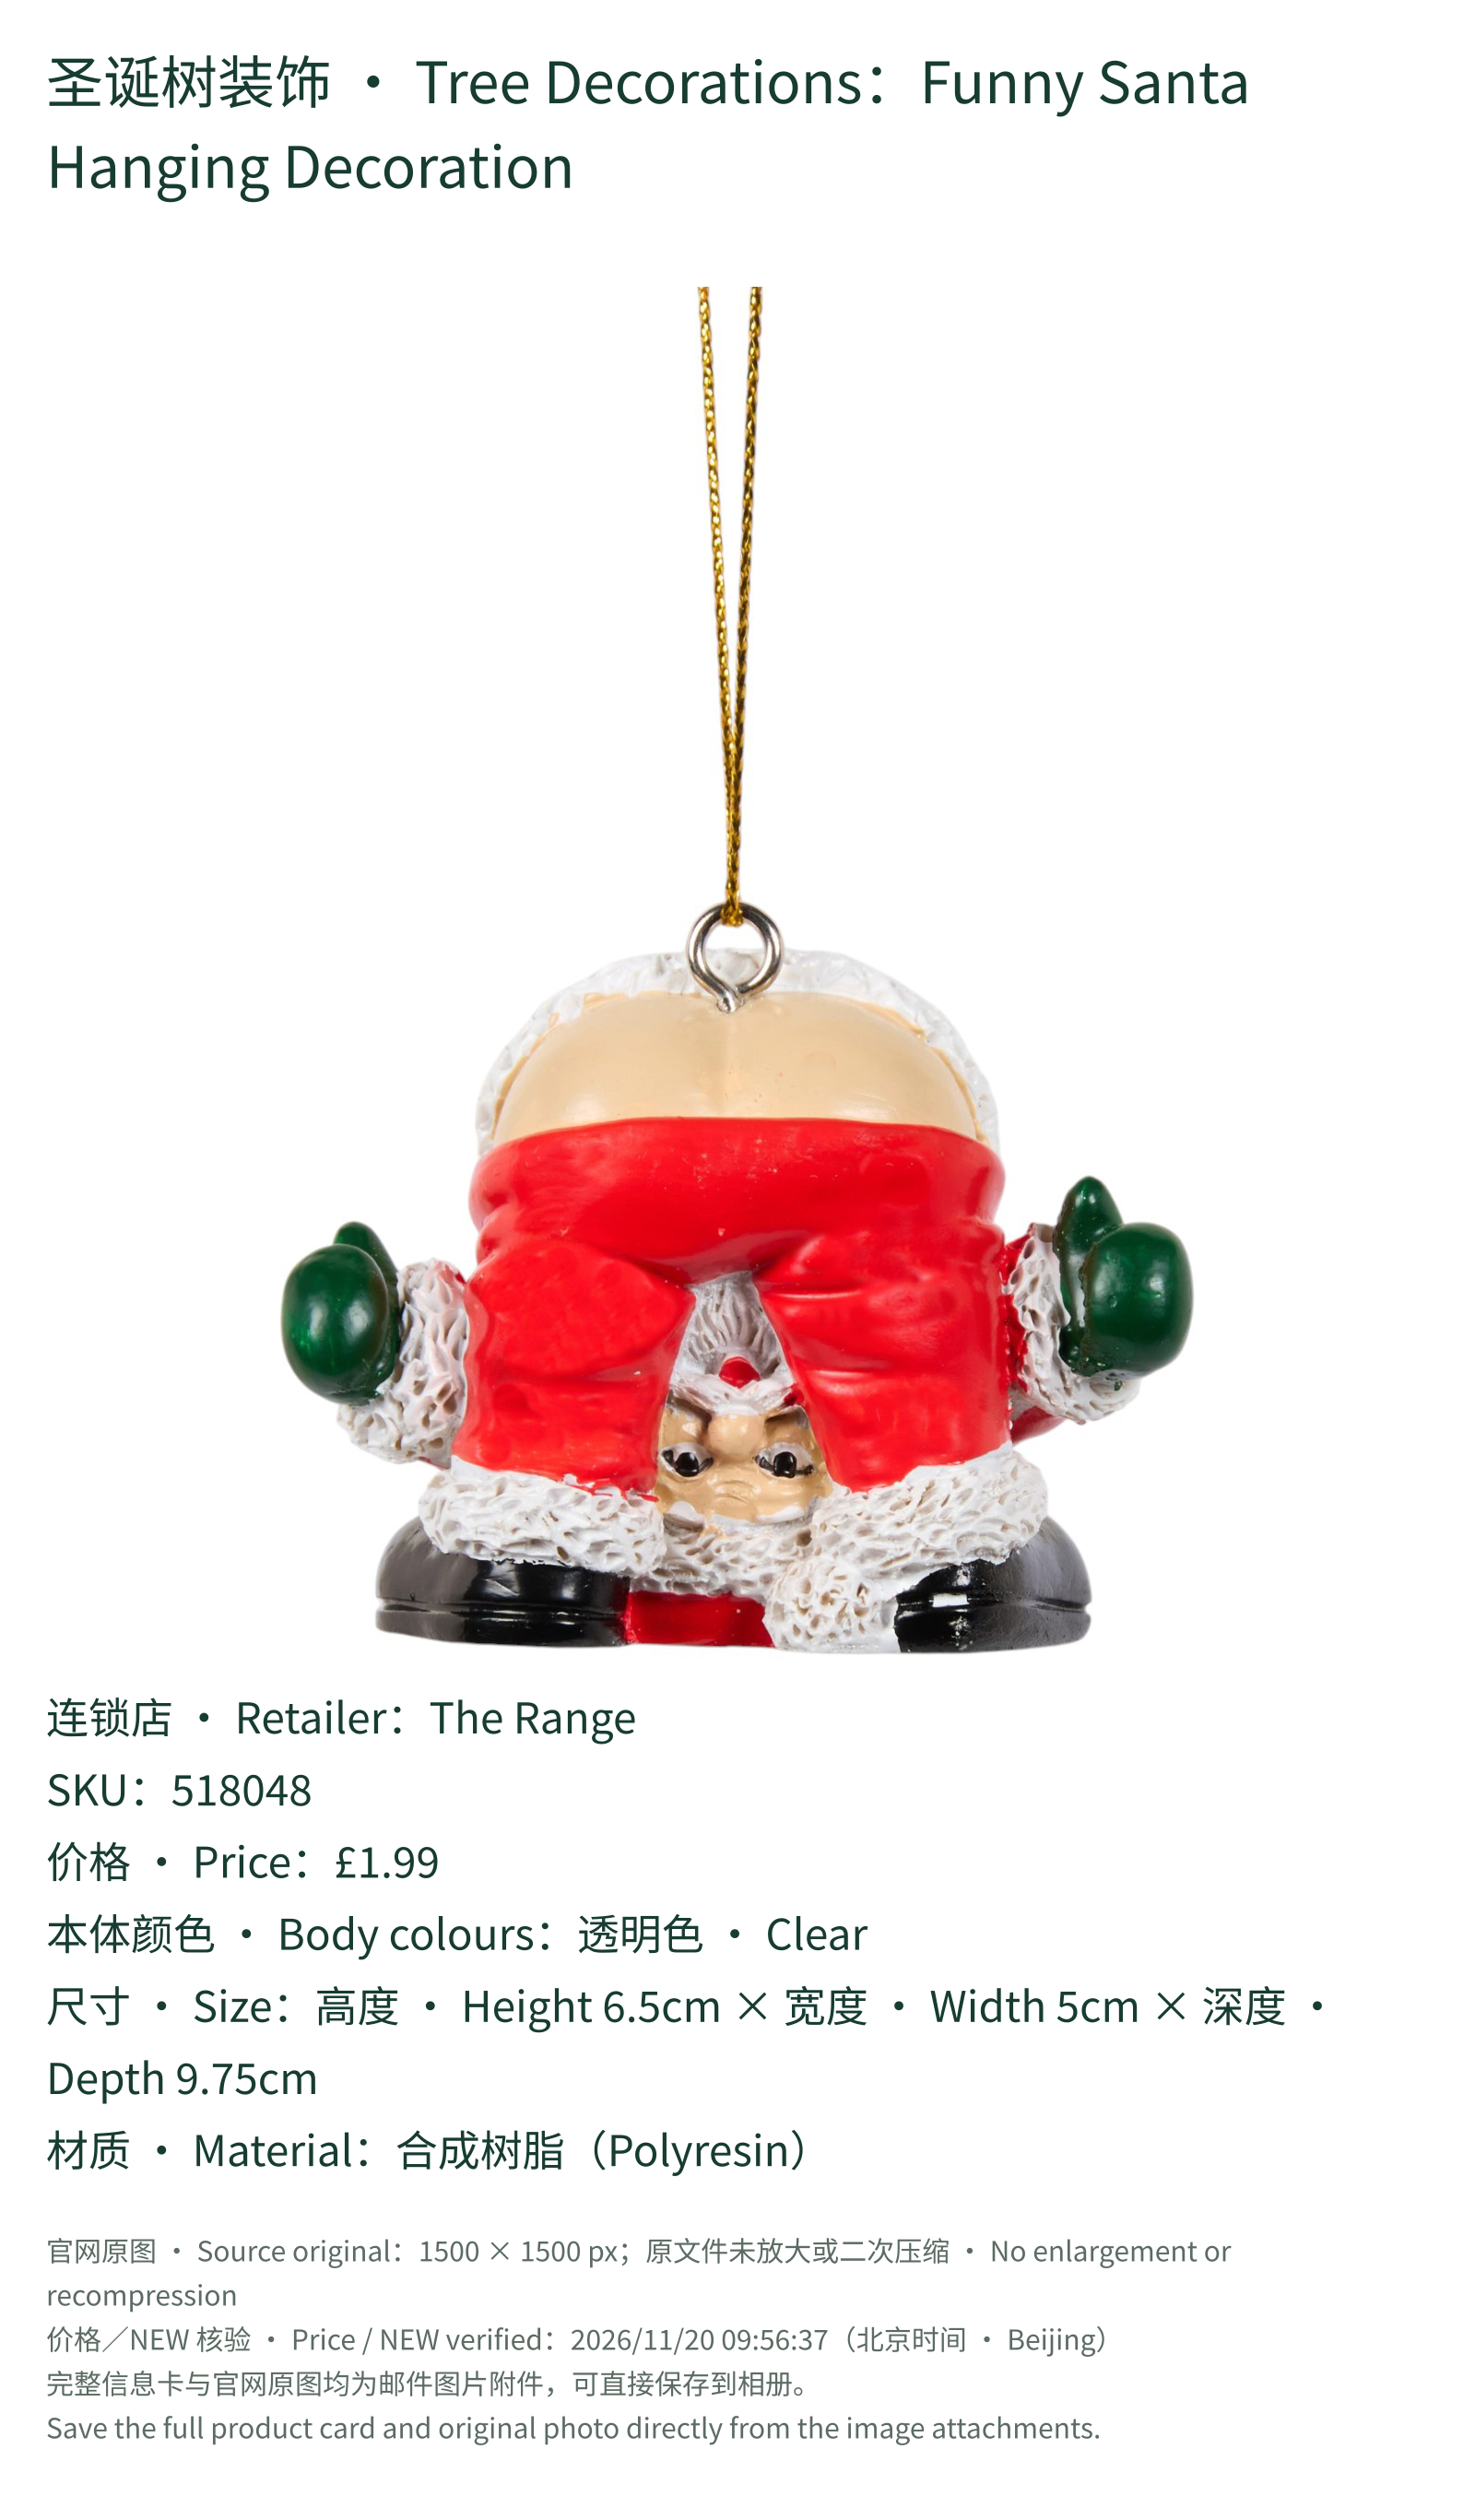 圣诞树装饰 · Tree Decorations：Funny Santa
Hanging Decoration
连锁店 · Retailer：The Range
SKU：518048
价格 · Price：£1.99
本体颜色 · Body colours：透明色 · Clear
尺寸 · Size：高度 · Height 6.5cm × 宽度 · Width 5cm × 深度 ·
Depth 9.75cm
材质 · Material：合成树脂（Polyresin）
官网原图 · Source original：1500 × 1500 px；原文件未放大或二次压缩 · No enlargement or
recompression
价格／NEW 核验 · Price / NEW verified：2026/11/20 09:56:37（北京时间 · Beijing）
完整信息卡与官网原图均为邮件图片附件，可直接保存到相册。
Save the full product card and original photo directly from the image attachments.